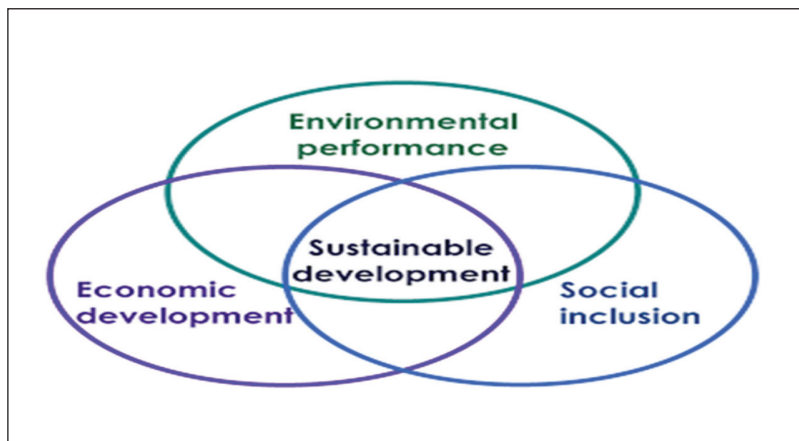 Environmental
performance
Sustainable
development
Economic
development
Social
inclusion